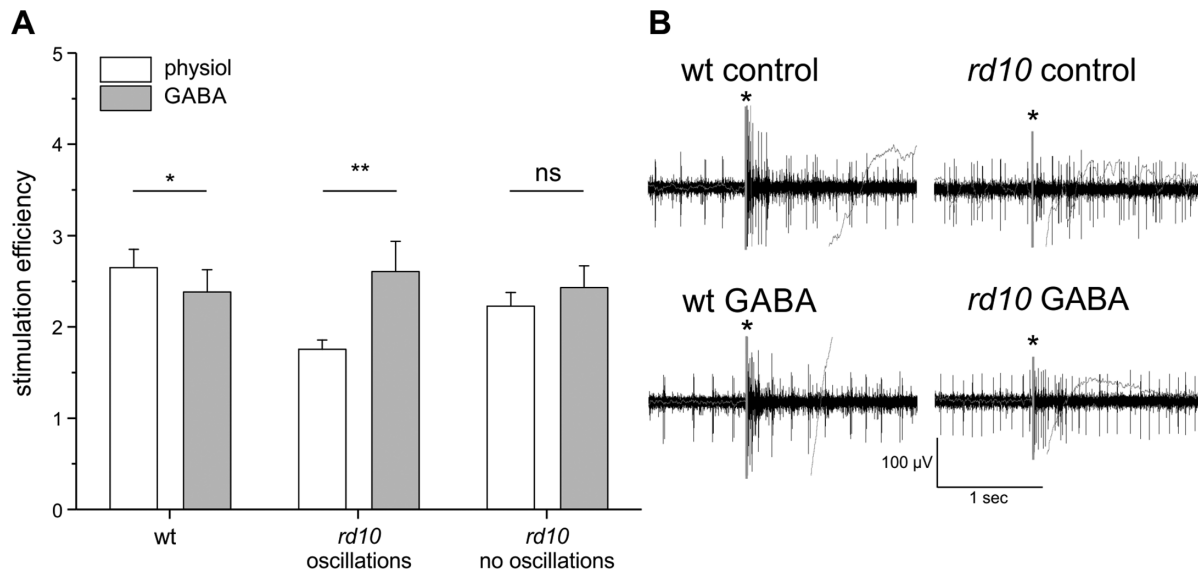 A
5
4
3
2
1
0
stimulation efficiency
physiol
GABA
*
**
ns
wt
rd10
oscillations
rd10
no oscillations
B
wt control
*
rd10 control
*
wt GABA
*
rd10 GABA
*
100 µV
1 sec